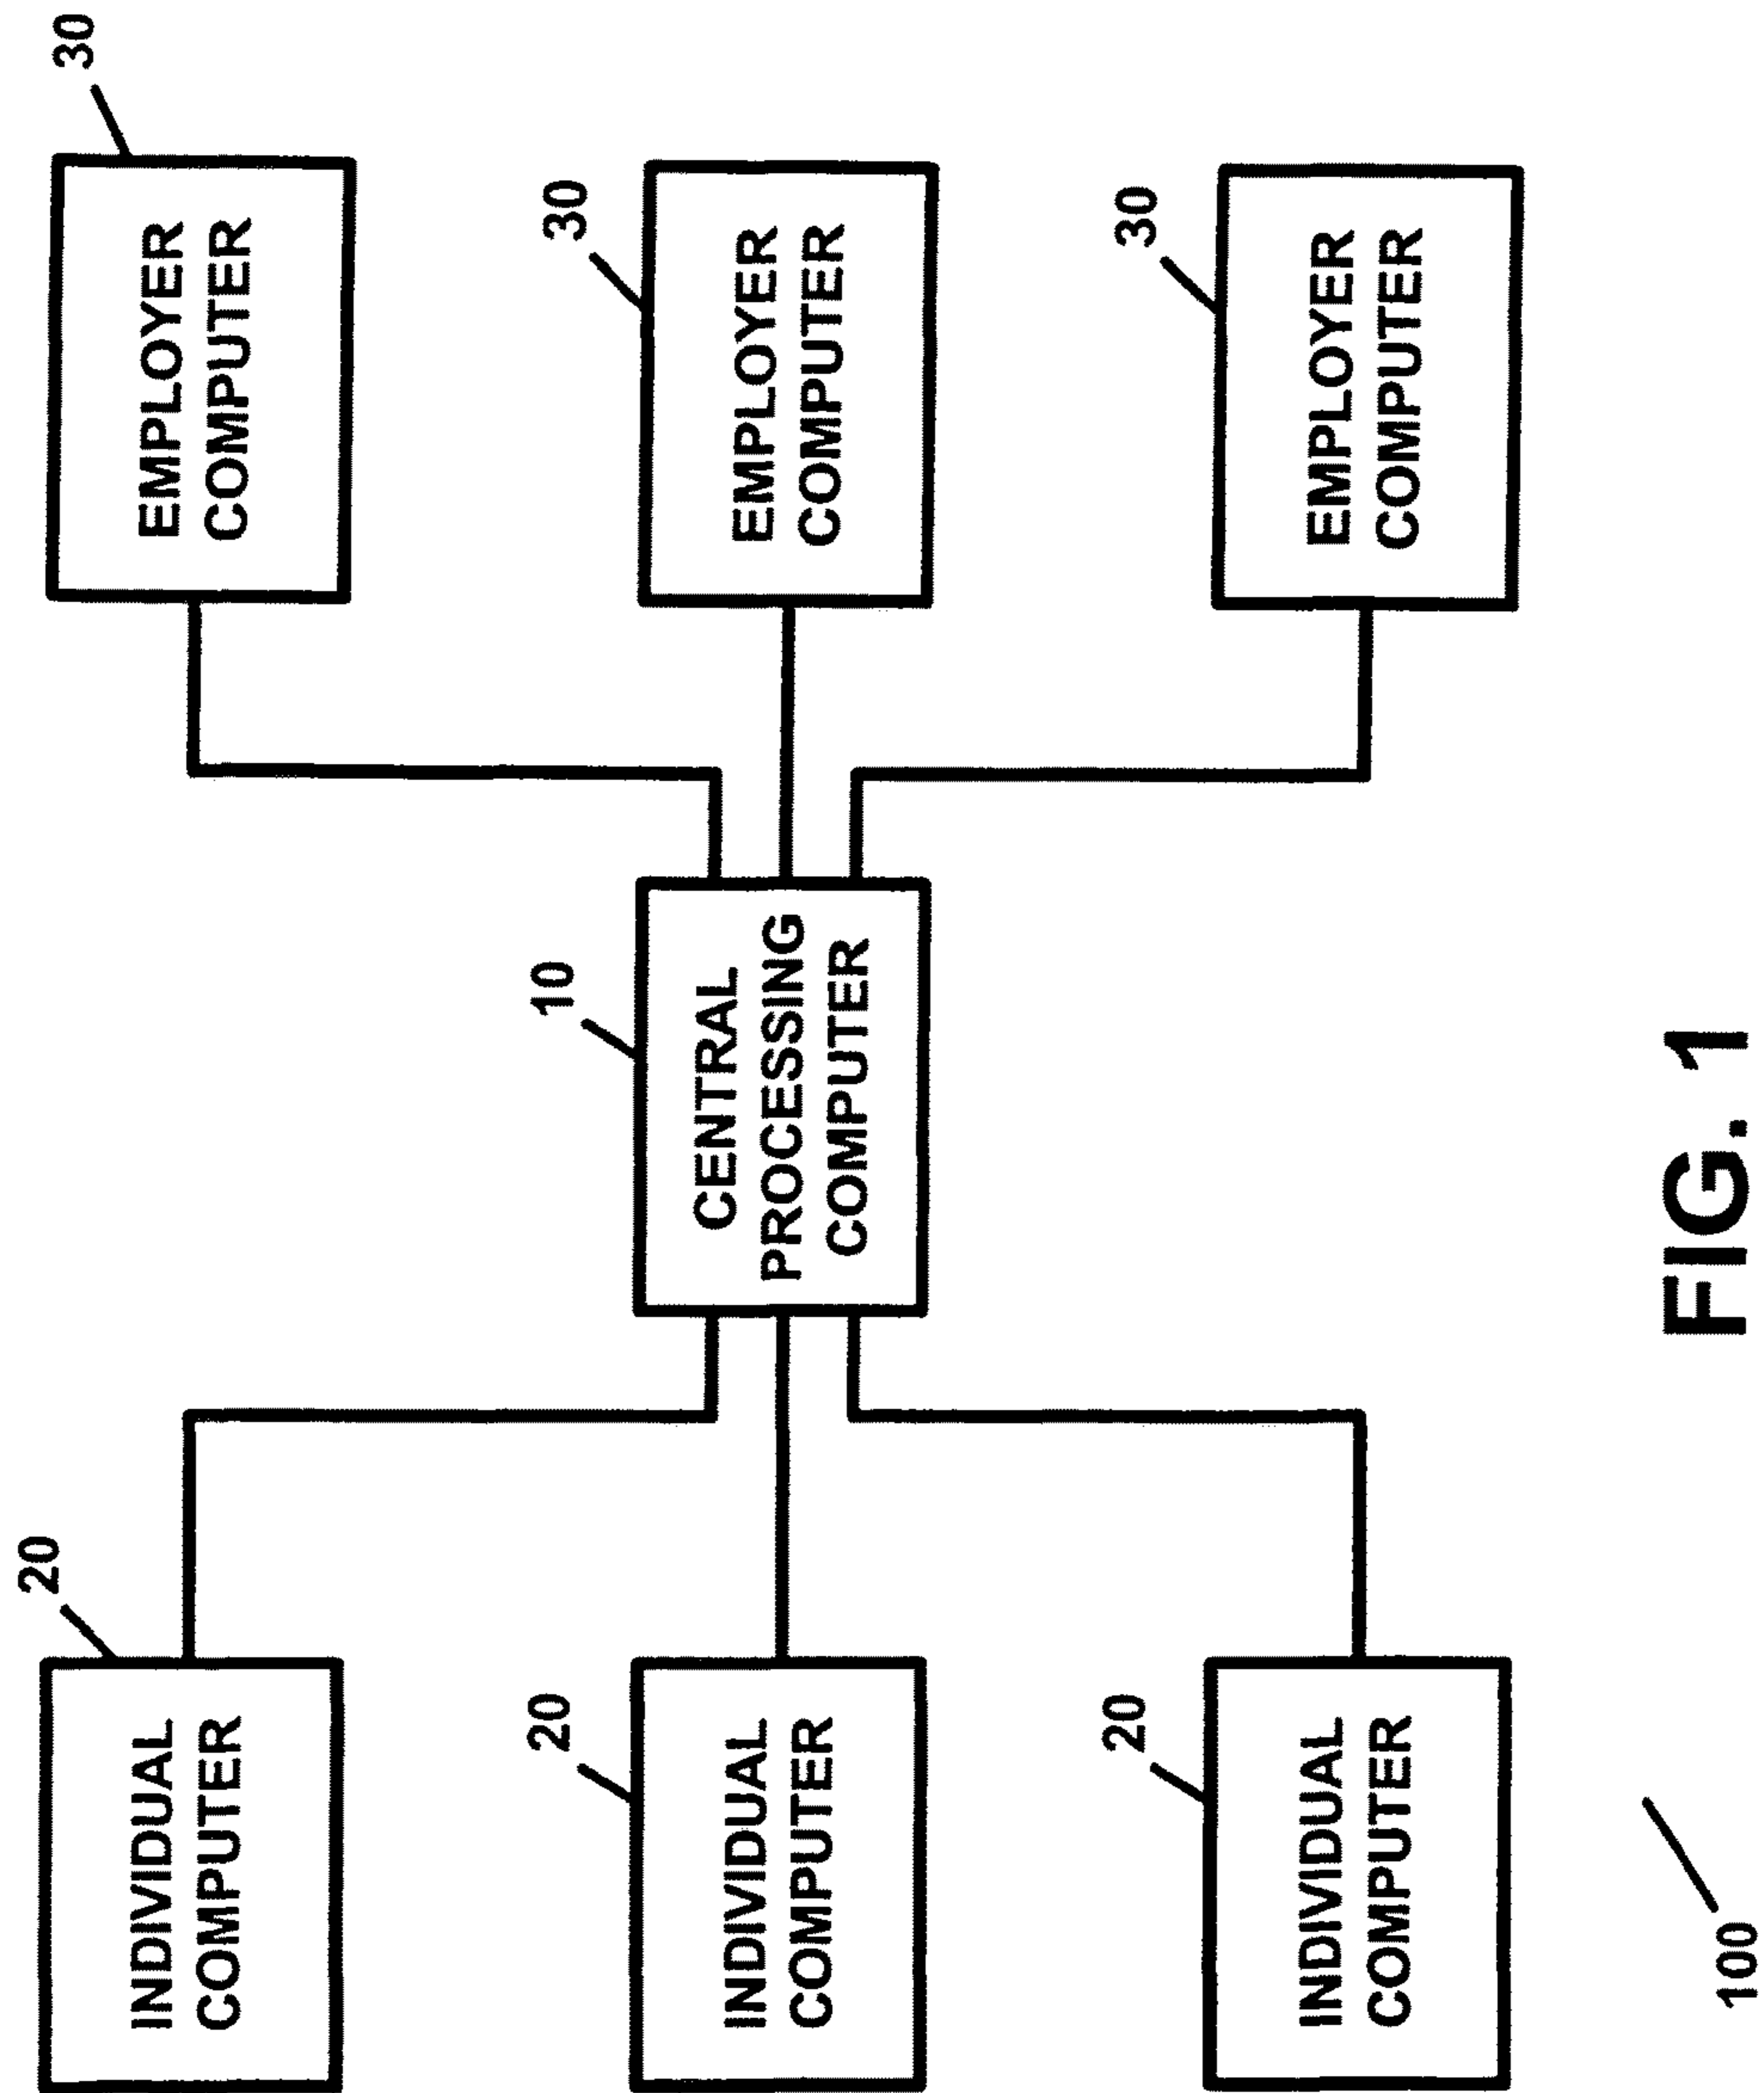 20
INDIVIDUAL
COMPUTER
20
INDIVIDUAL
COMPUTER
20
INDIVIDUAL
COMPUTER
10
CENTRAL
PROCESSING
COMPUTER
30
EMPLOYER
COMPUTER
30
EMPLOYER
COMPUTER
30
EMPLOYER
COMPUTER
100
FIG. 1